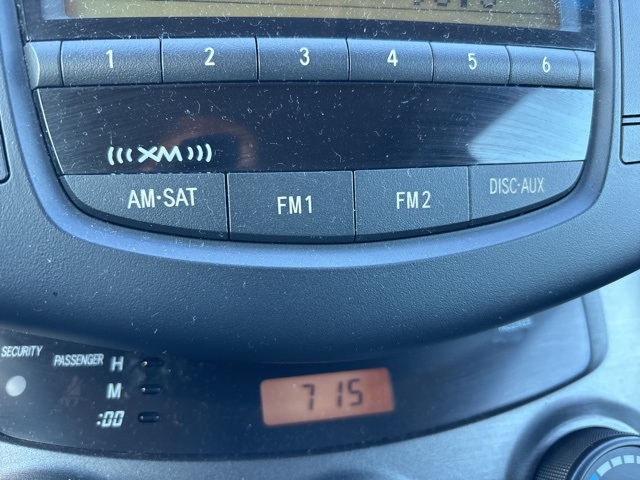 1 2 3 4 5 6
(((XM)))
AM·SAT FM1 FM2 DISC·AUX
SECURITY PASSENGER H
M
:00
7 15